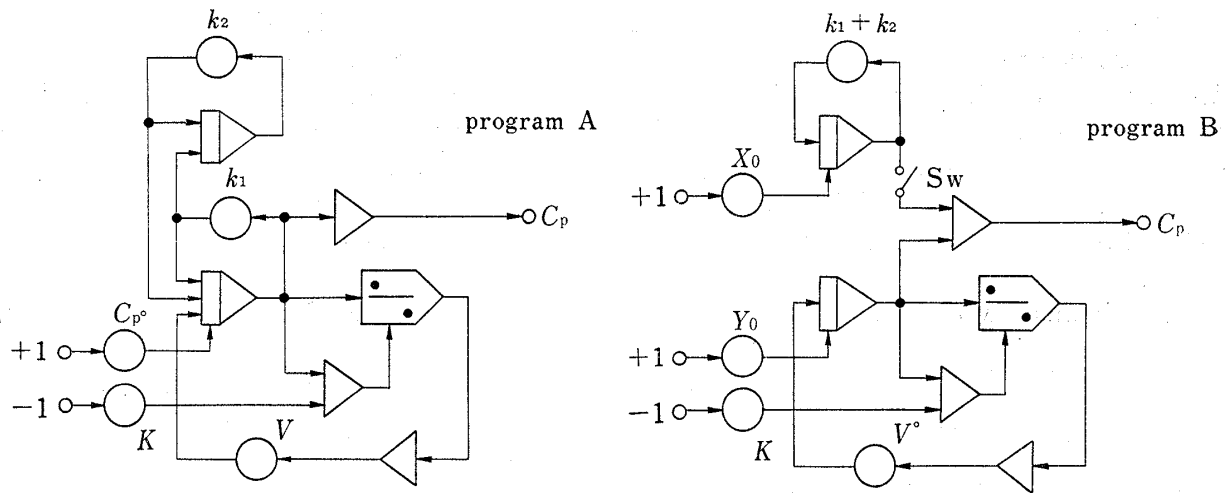 k₂
program A
k₁
Cₚ
Cₚ°
+1
−1
K
V
k₁ + k₂
program B
X₀
+1
Sw
Cₚ
Y₀
+1
−1
K
V°